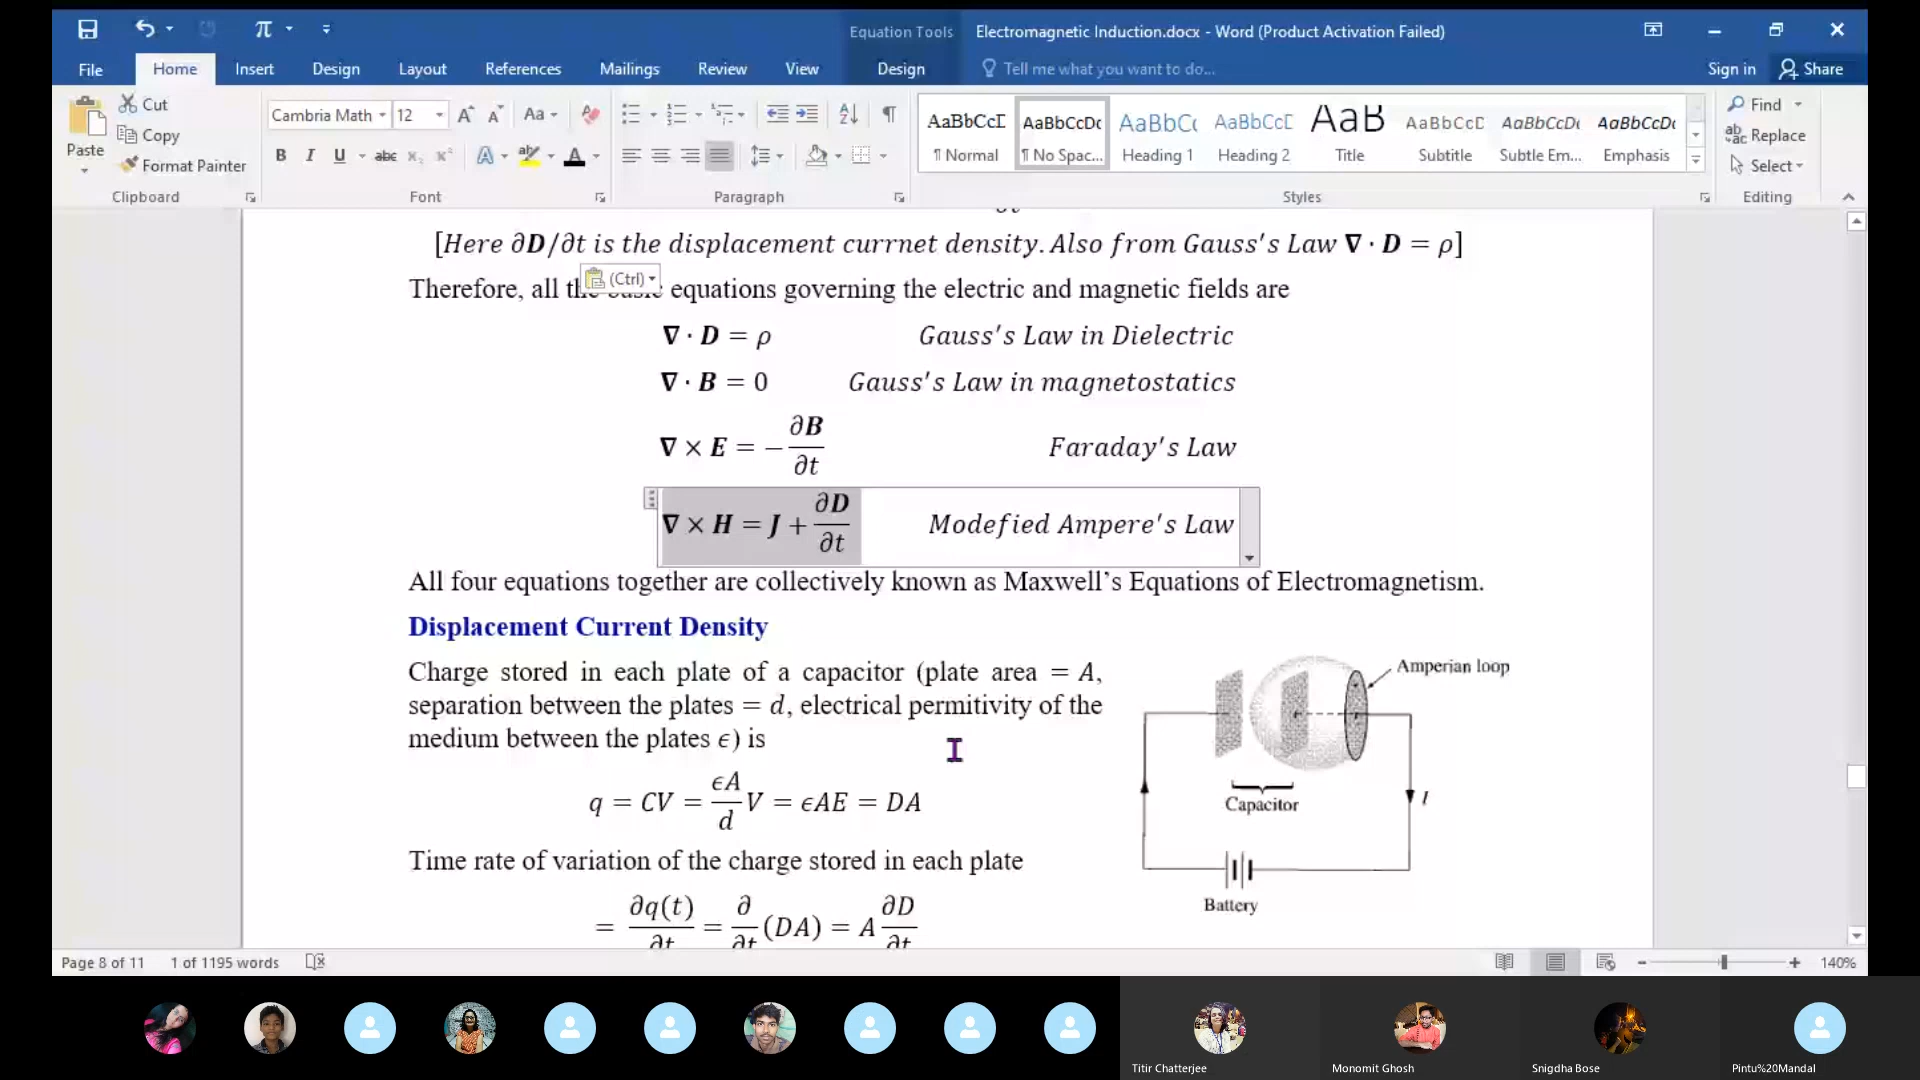 Equation Tools
Electromagnetic Induction.docx - Word (Product Activation Failed)
File
Home
Insert
Design
Layout
References
Mailings
Review
View
Design
Tell me what you want to do...
Sign in
Share
Paste
Cut
Copy
Format Painter
Clipboard
Cambria Math
12
Font
Paragraph
AaBbCcD
¶ Normal
AaBbCcDc
¶ No Spac...
AaBbCc
Heading 1
AaBbCcD
Heading 2
AaB
Title
AaBbCcD
Subtitle
AaBbCcDc
Subtle Em...
AaBbCcDc
Emphasis
Styles
Find
Replace
Select
Editing
[Here ∂D/∂t is the displacement currnet density. Also from Gauss's Law ∇ · D = ρ]
(Ctrl)
Therefore, all the basic equations governing the electric and magnetic fields are
∇ · D = ρ Gauss's Law in Dielectric
∇ · B = 0 Gauss's Law in magnetostatics
∇ × E = −∂B/∂t Faraday's Law
∇ × H = J + ∂D/∂t Modefied Ampere's Law
All four equations together are collectively known as Maxwell’s Equations of Electromagnetism.
Displacement Current Density
Charge stored in each plate of a capacitor (plate area = A,
separation between the plates = d, electrical permitivity of the
medium between the plates ϵ) is
q = CV = ϵA/d V = ϵAE = DA
Time rate of variation of the charge stored in each plate
= ∂q(t)/∂t = ∂/∂t (DA) = A ∂D/∂t
Amperian loop
Capacitor
I
Battery
Page 8 of 11
1 of 1195 words
140%
Titir Chatterjee
Monomit Ghosh
Snigdha Bose
Pintu%20Mandal